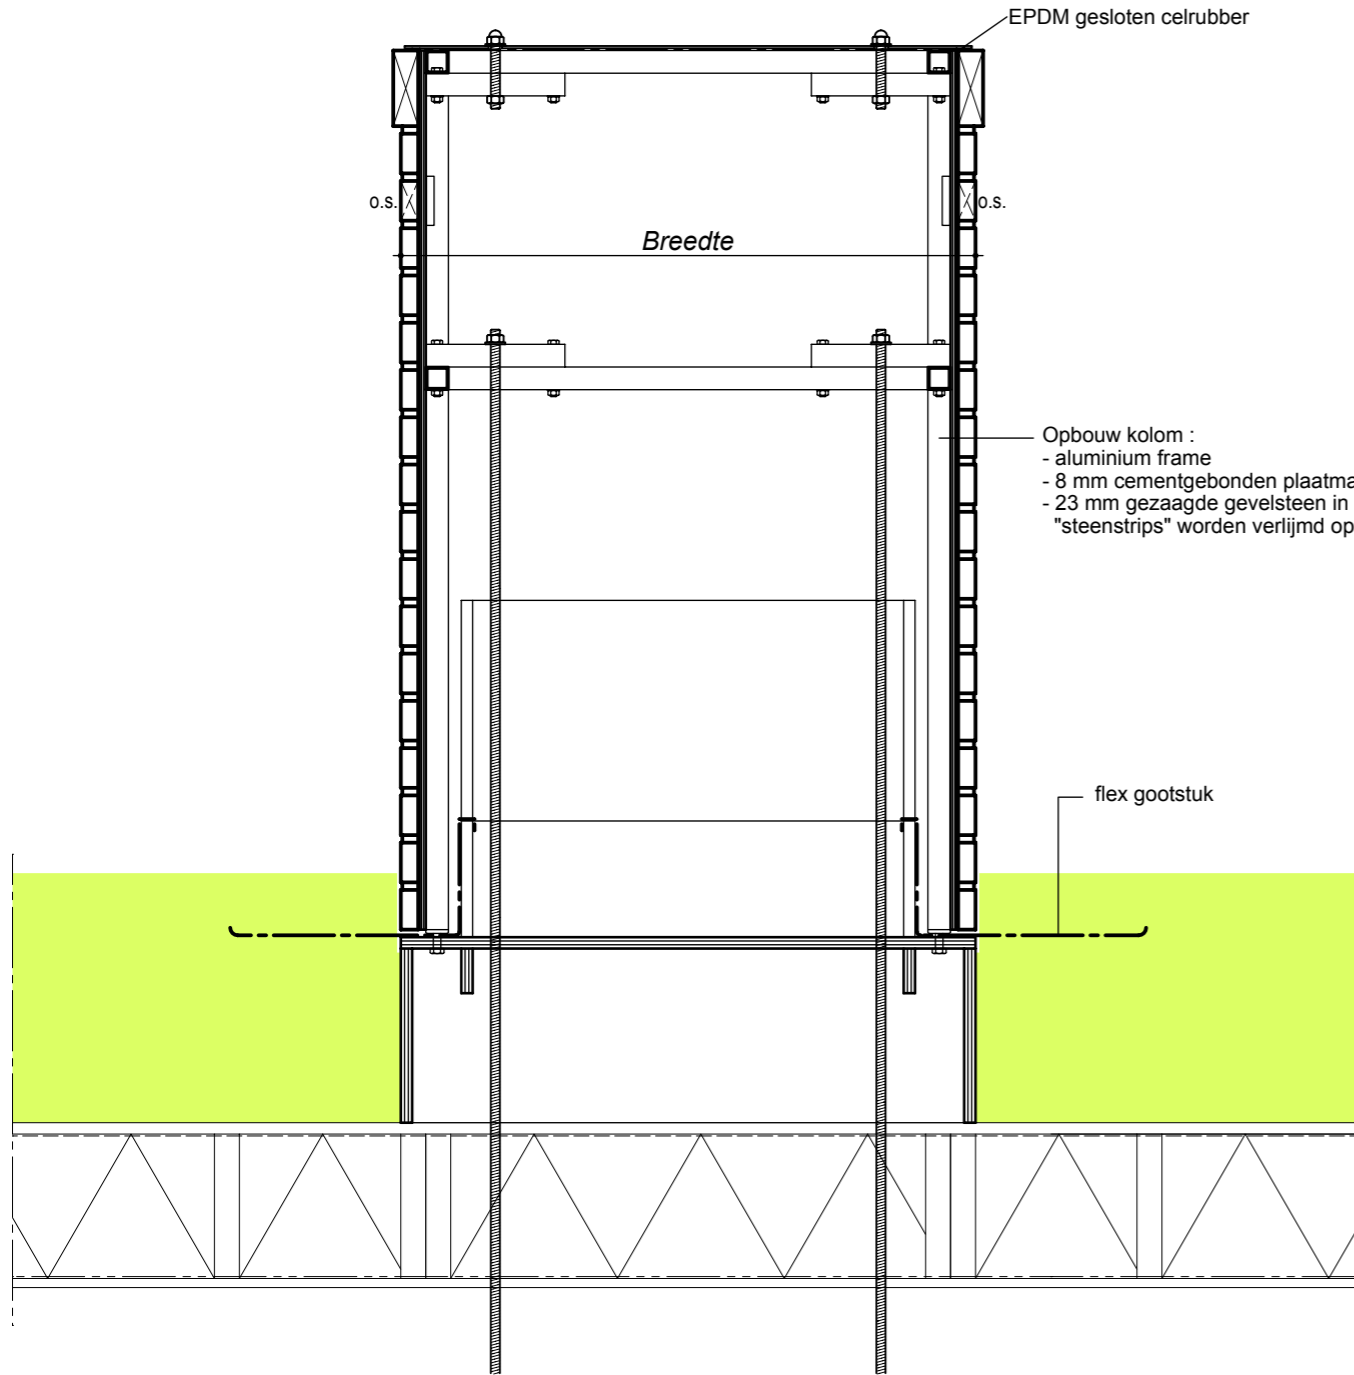 EPDM gesloten celrubber
o.s.
o.s.
Breedte
Opbouw kolom :
- aluminium frame
- 8 mm cementgebonden plaatma
- 23 mm gezaagde gevelsteen in
"steenstrips" worden verlijmd op
flex gootstuk